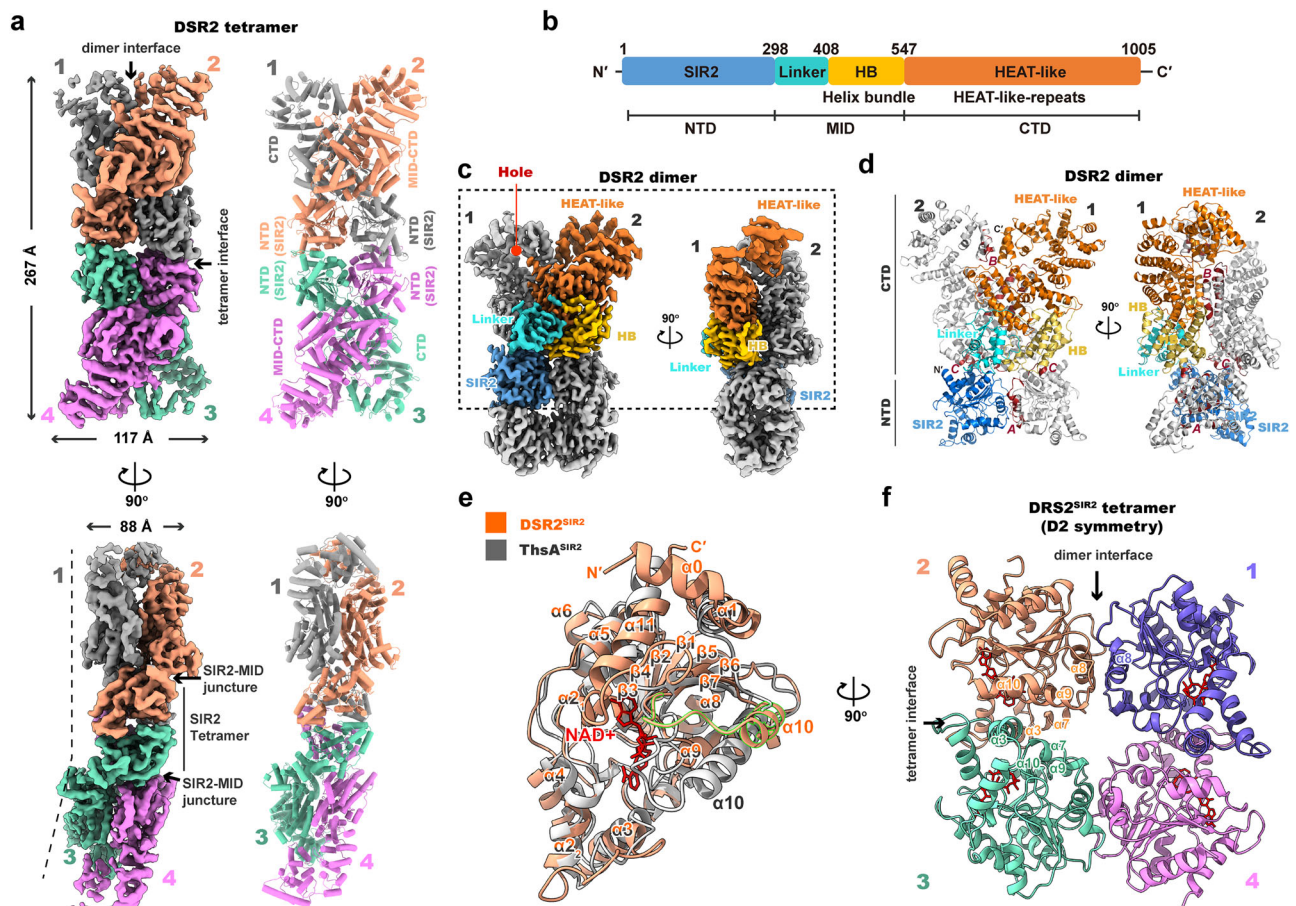 a
DSR2 tetramer
dimer interface
1
2
1
2
267 Å
CTD
MID-CTD
NTD
(SIR2)
NTD
(SIR2)
NTD
(SIR2)
NTD
(SIR2)
tetramer interface
MID-CTD
CTD
4
3
4
3
117 Å
90°
90°
88 Å
1
2
1
2
SIR2-MID
juncture
SIR2
Tetramer
SIR2-MID
juncture
3
4
3
4
b
1
298
408
547
1005
N′
SIR2
Linker
HB
HEAT-like
C′
Helix bundle
HEAT-like-repeats
NTD
MID
CTD
c
Hole
DSR2 dimer
1
HEAT-like
2
HEAT-like
1
2
Linker
HB
SIR2
90°
HB
Linker
SIR2
d
DSR2 dimer
2
HEAT-like
1
C′
B
CTD
Linker
HB
C
C
N′
NTD
SIR2
A
90°
HEAT-like
1
2
B
HB
Linker
C
A
SIR2
SIR2
e
DSR2SIR2
ThsASIR2
C′
N′
α0
α1
α6
α5
α11
β1
β2
β5
β4
β6
β3
β7
α2₁
α8
α10
NAD+
α9
α4
α10
α3
α2₂
90°
f
DRS2SIR2 tetramer
(D2 symmetry)
dimer interface
2
1
α8
α8
α10
α9
α7
α3
tetramer interface
α3
α7
α10
α9
3
4